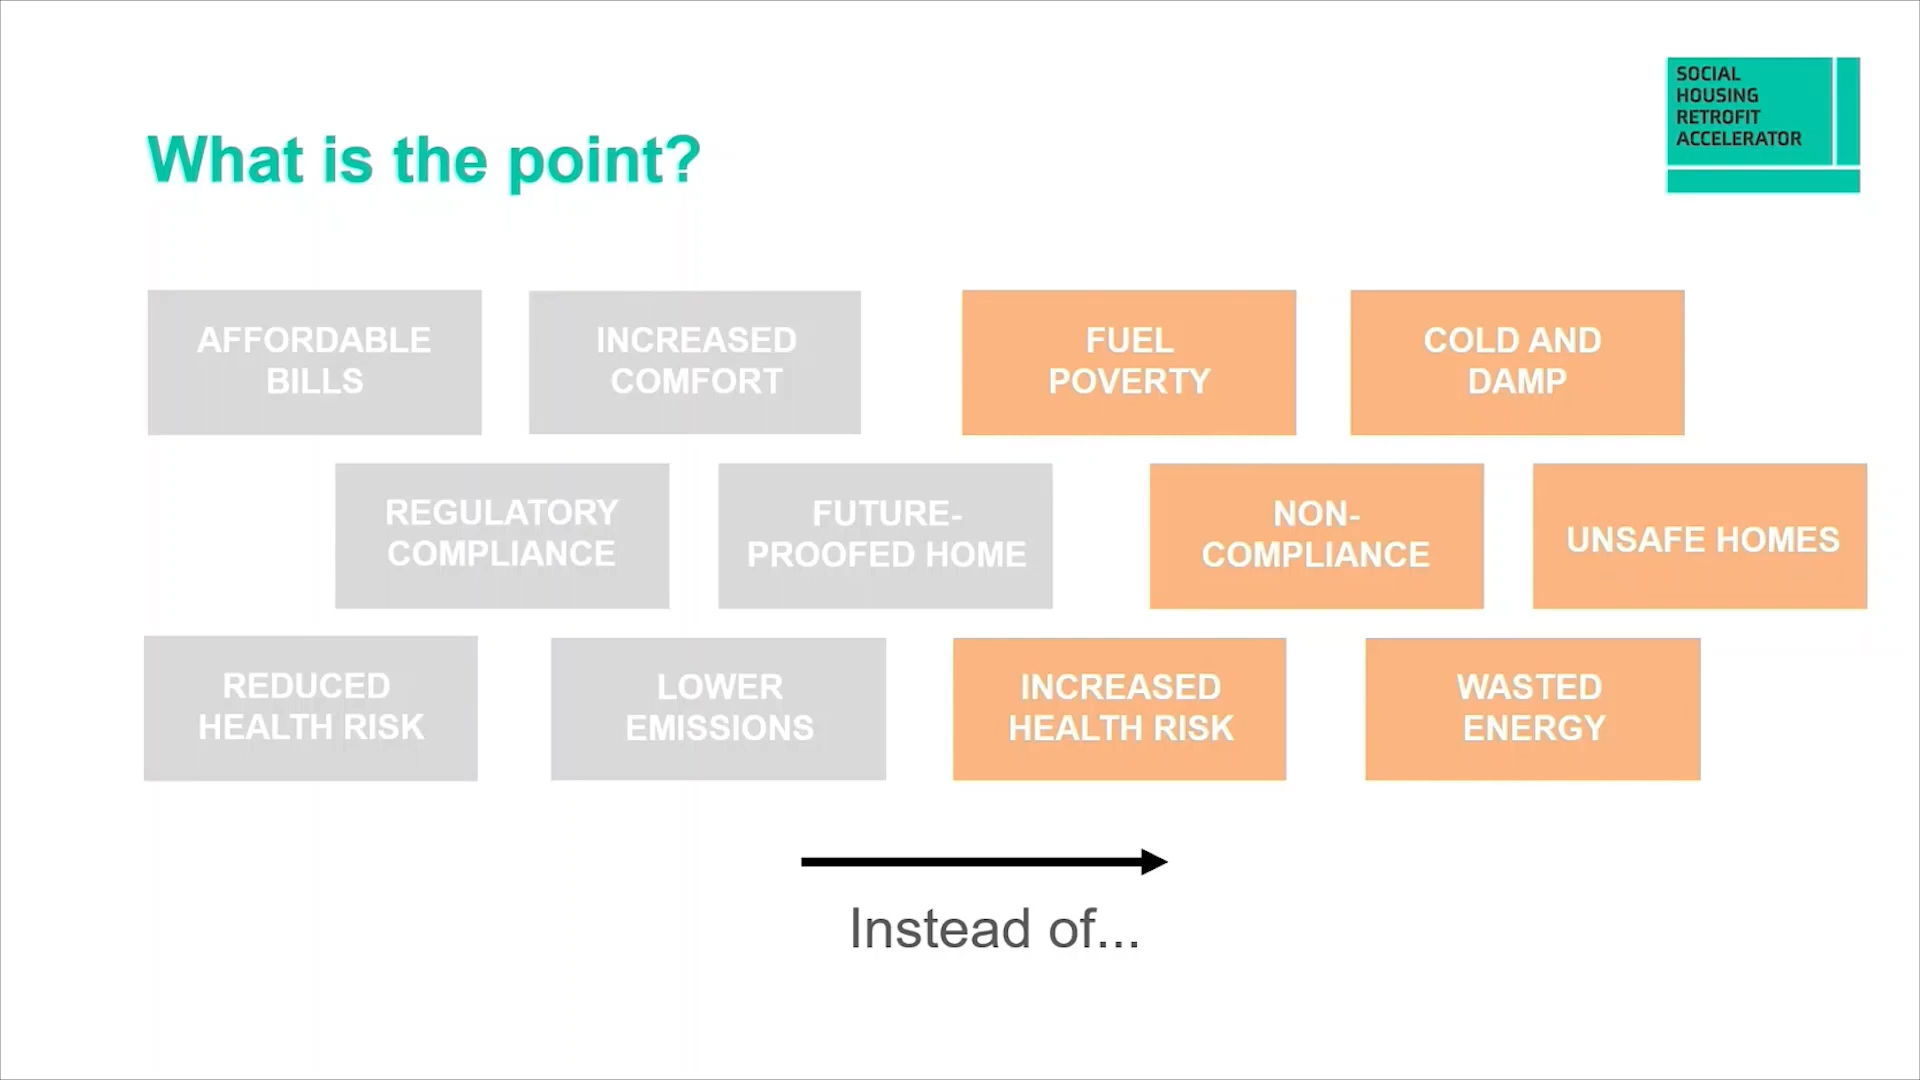 SOCIAL
HOUSING
RETROFIT
ACCELERATOR
What is the point?
AFFORDABLE
BILLS
INCREASED
COMFORT
FUEL
POVERTY
COLD AND
DAMP
REGULATORY
COMPLIANCE
FUTURE-
PROOFED HOME
NON-
COMPLIANCE
UNSAFE HOMES
REDUCED
HEALTH RISK
LOWER
EMISSIONS
INCREASED
HEALTH RISK
WASTED
ENERGY
Instead of...